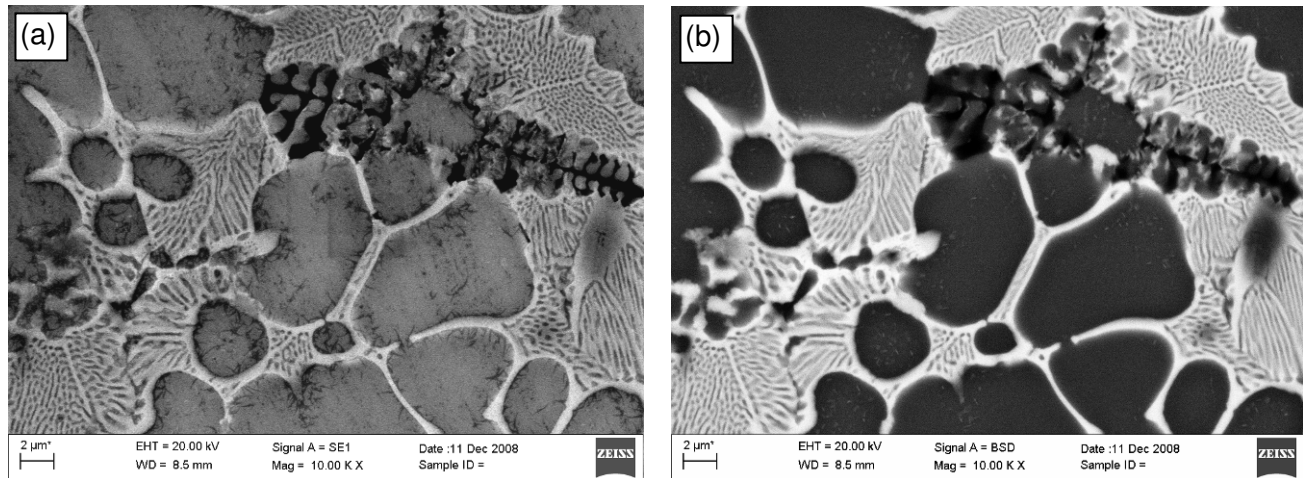 (a)
2 µm*
EHT = 20.00 kV
Signal A = SE1
Date :11 Dec 2008
WD = 8.5 mm
Mag = 10.00 K X
Sample ID =
ZEISS
(b)
2 µm*
EHT = 20.00 kV
Signal A = BSD
Date :11 Dec 2008
WD = 8.5 mm
Mag = 10.00 K X
Sample ID =
ZEISS